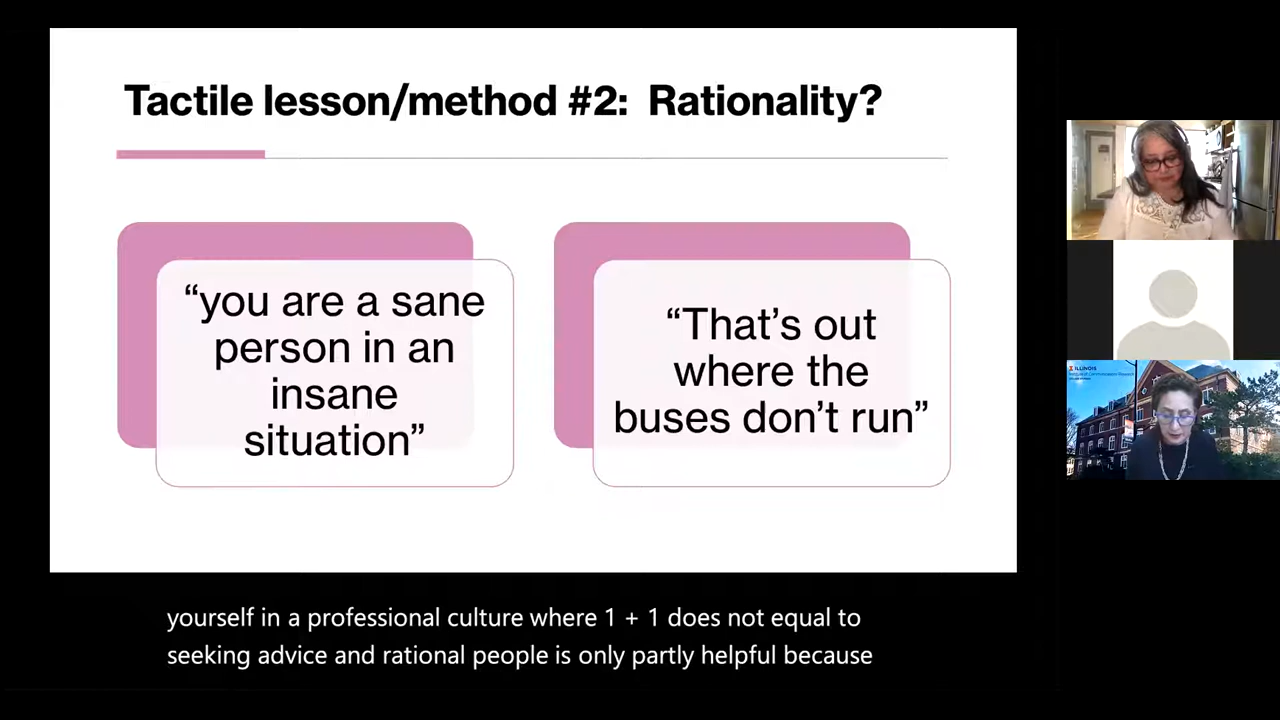 Tactile lesson/method #2: Rationality?
“you are a sane
person in an
insane
situation”
“That’s out
where the
buses don’t run”
ILLINOIS
yourself in a professional culture where 1 + 1 does not equal to
seeking advice and rational people is only partly helpful because